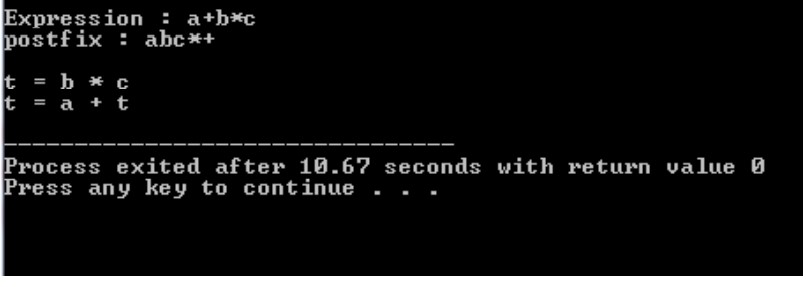 Expression : a+b*c
postfix : abc*+
t = b * c
t = a + t
--------------------------------
Process exited after 10.67 seconds with return value 0
Press any key to continue . . .